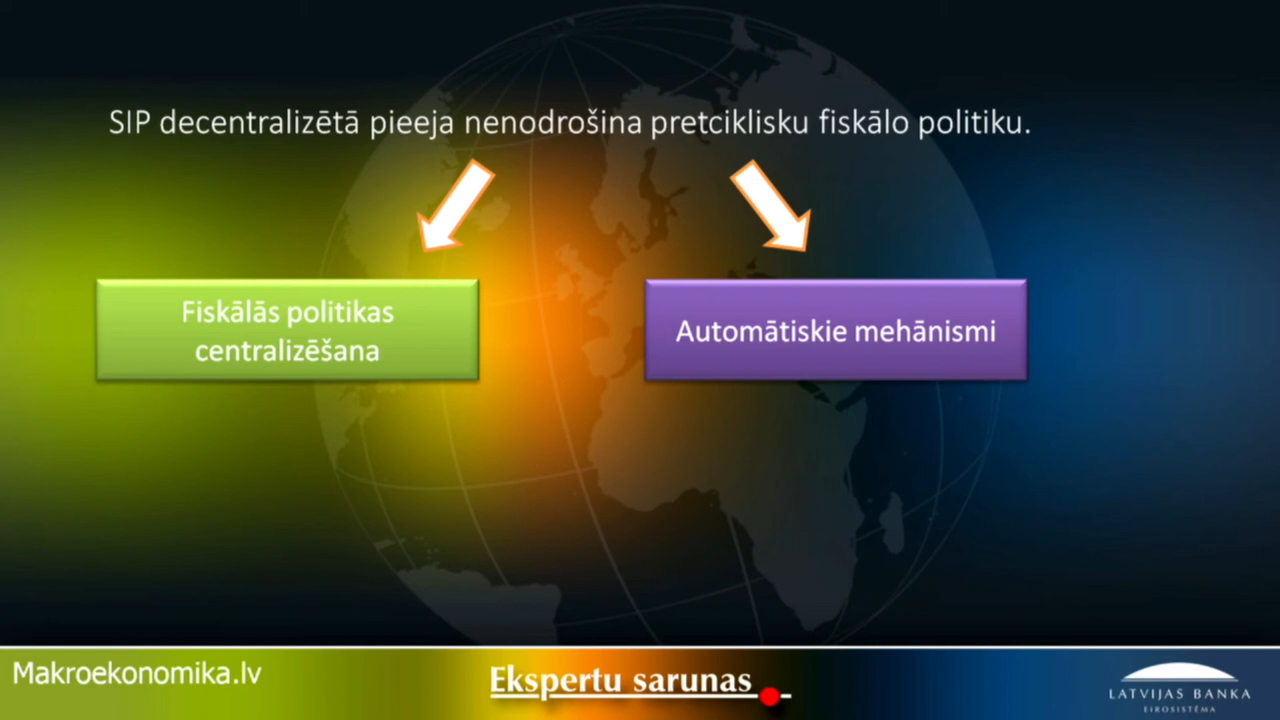 SIP decentralizētā pieeja nenodrošina pretciklisku fiskālo politiku.
Fiskālās politikas
centralizēšana
Automātiskie mehānismi
Makroekonomika.lv
Ekspertu sarunas
LATVIJAS BANKA
EIROSISTĒMA